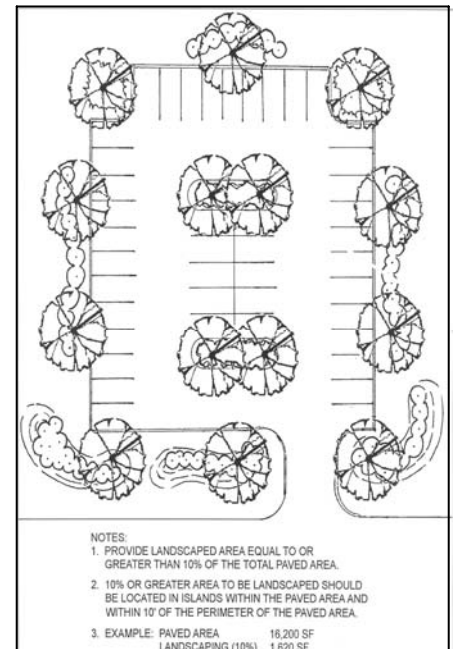 NOTES:
1. PROVIDE LANDSCAPED AREA EQUAL TO OR
GREATER THAN 10% OF THE TOTAL PAVED AREA.
2. 10% OR GREATER AREA TO BE LANDSCAPED SHOULD
BE LOCATED IN ISLANDS WITHIN THE PAVED AREA AND
WITHIN 10' OF THE PERIMETER OF THE PAVED AREA.
3. EXAMPLE: PAVED AREA 16,200 SF
LANDSCAPING (10%) 1,620 SF